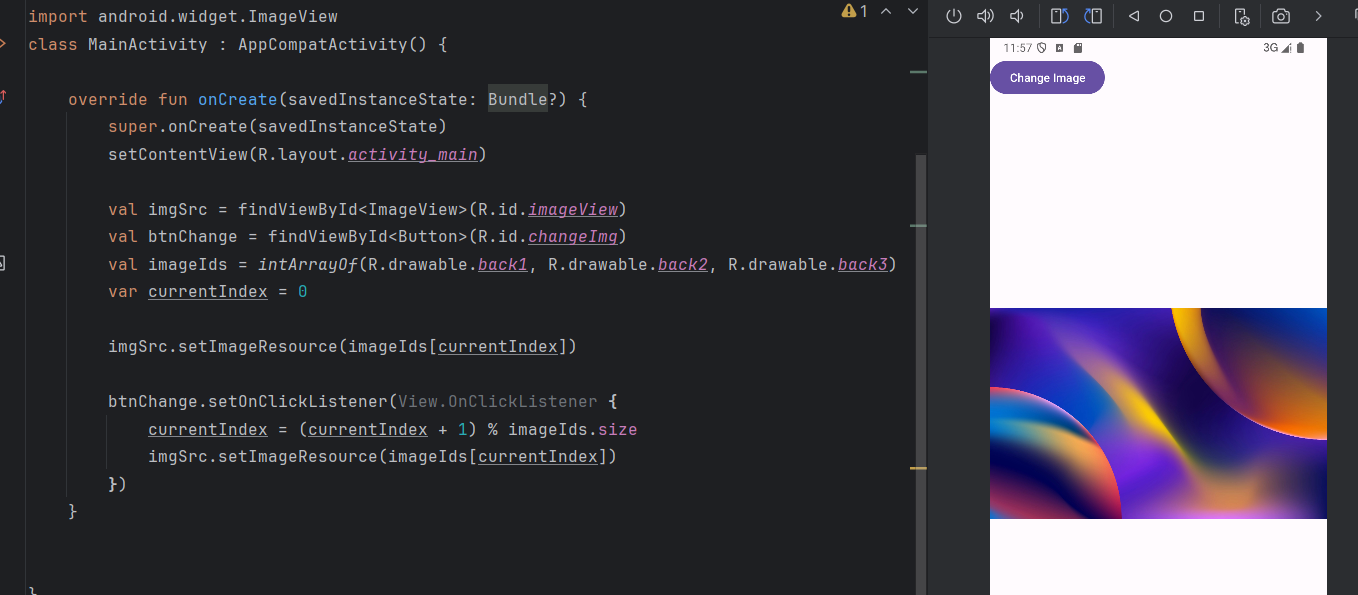 import android.widget.ImageView
1
class MainActivity : AppCompatActivity() {
override fun onCreate(savedInstanceState: Bundle?) {
super.onCreate(savedInstanceState)
setContentView(R.layout.activity_main)
val imgSrc = findViewById<ImageView>(R.id.imageView)
val btnChange = findViewById<Button>(R.id.changeImg)
val imageIds = intArrayOf(R.drawable.back1, R.drawable.back2, R.drawable.back3)
var currentIndex = 0
imgSrc.setImageResource(imageIds[currentIndex])
btnChange.setOnClickListener(View.OnClickListener {
currentIndex = (currentIndex + 1) % imageIds.size
imgSrc.setImageResource(imageIds[currentIndex])
})
}
}
11:57
3G
Change Image